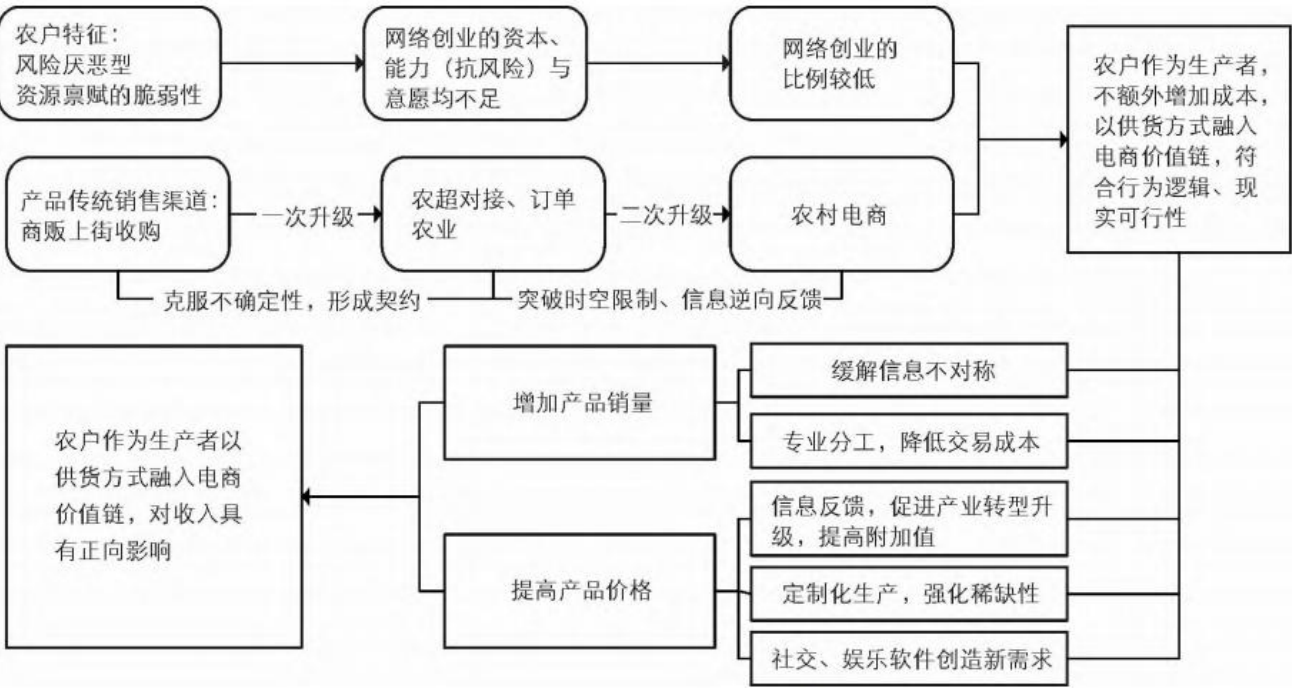 农户特征：
风险厌恶型
资源禀赋的脆弱性
网络创业的资本、
能力（抗风险）与
意愿均不足
网络创业的
比例较低
农户作为生产者，
不额外增加成本，
以供货方式融入
电商价值链，符
合行为逻辑、现
实可行性
产品传统销售渠道：
商贩上街收购
一次升级
农超对接、订单
农业
二次升级
农村电商
克服不确定性，形成契约
突破时空限制、信息逆向反馈
农户作为生产者以
供货方式融入电商
价值链，对收入具
有正向影响
增加产品销量
缓解信息不对称
专业分工，降低交易成本
提高产品价格
信息反馈，促进产业转型升
级，提高附加值
定制化生产，强化稀缺性
社交、娱乐软件创造新需求